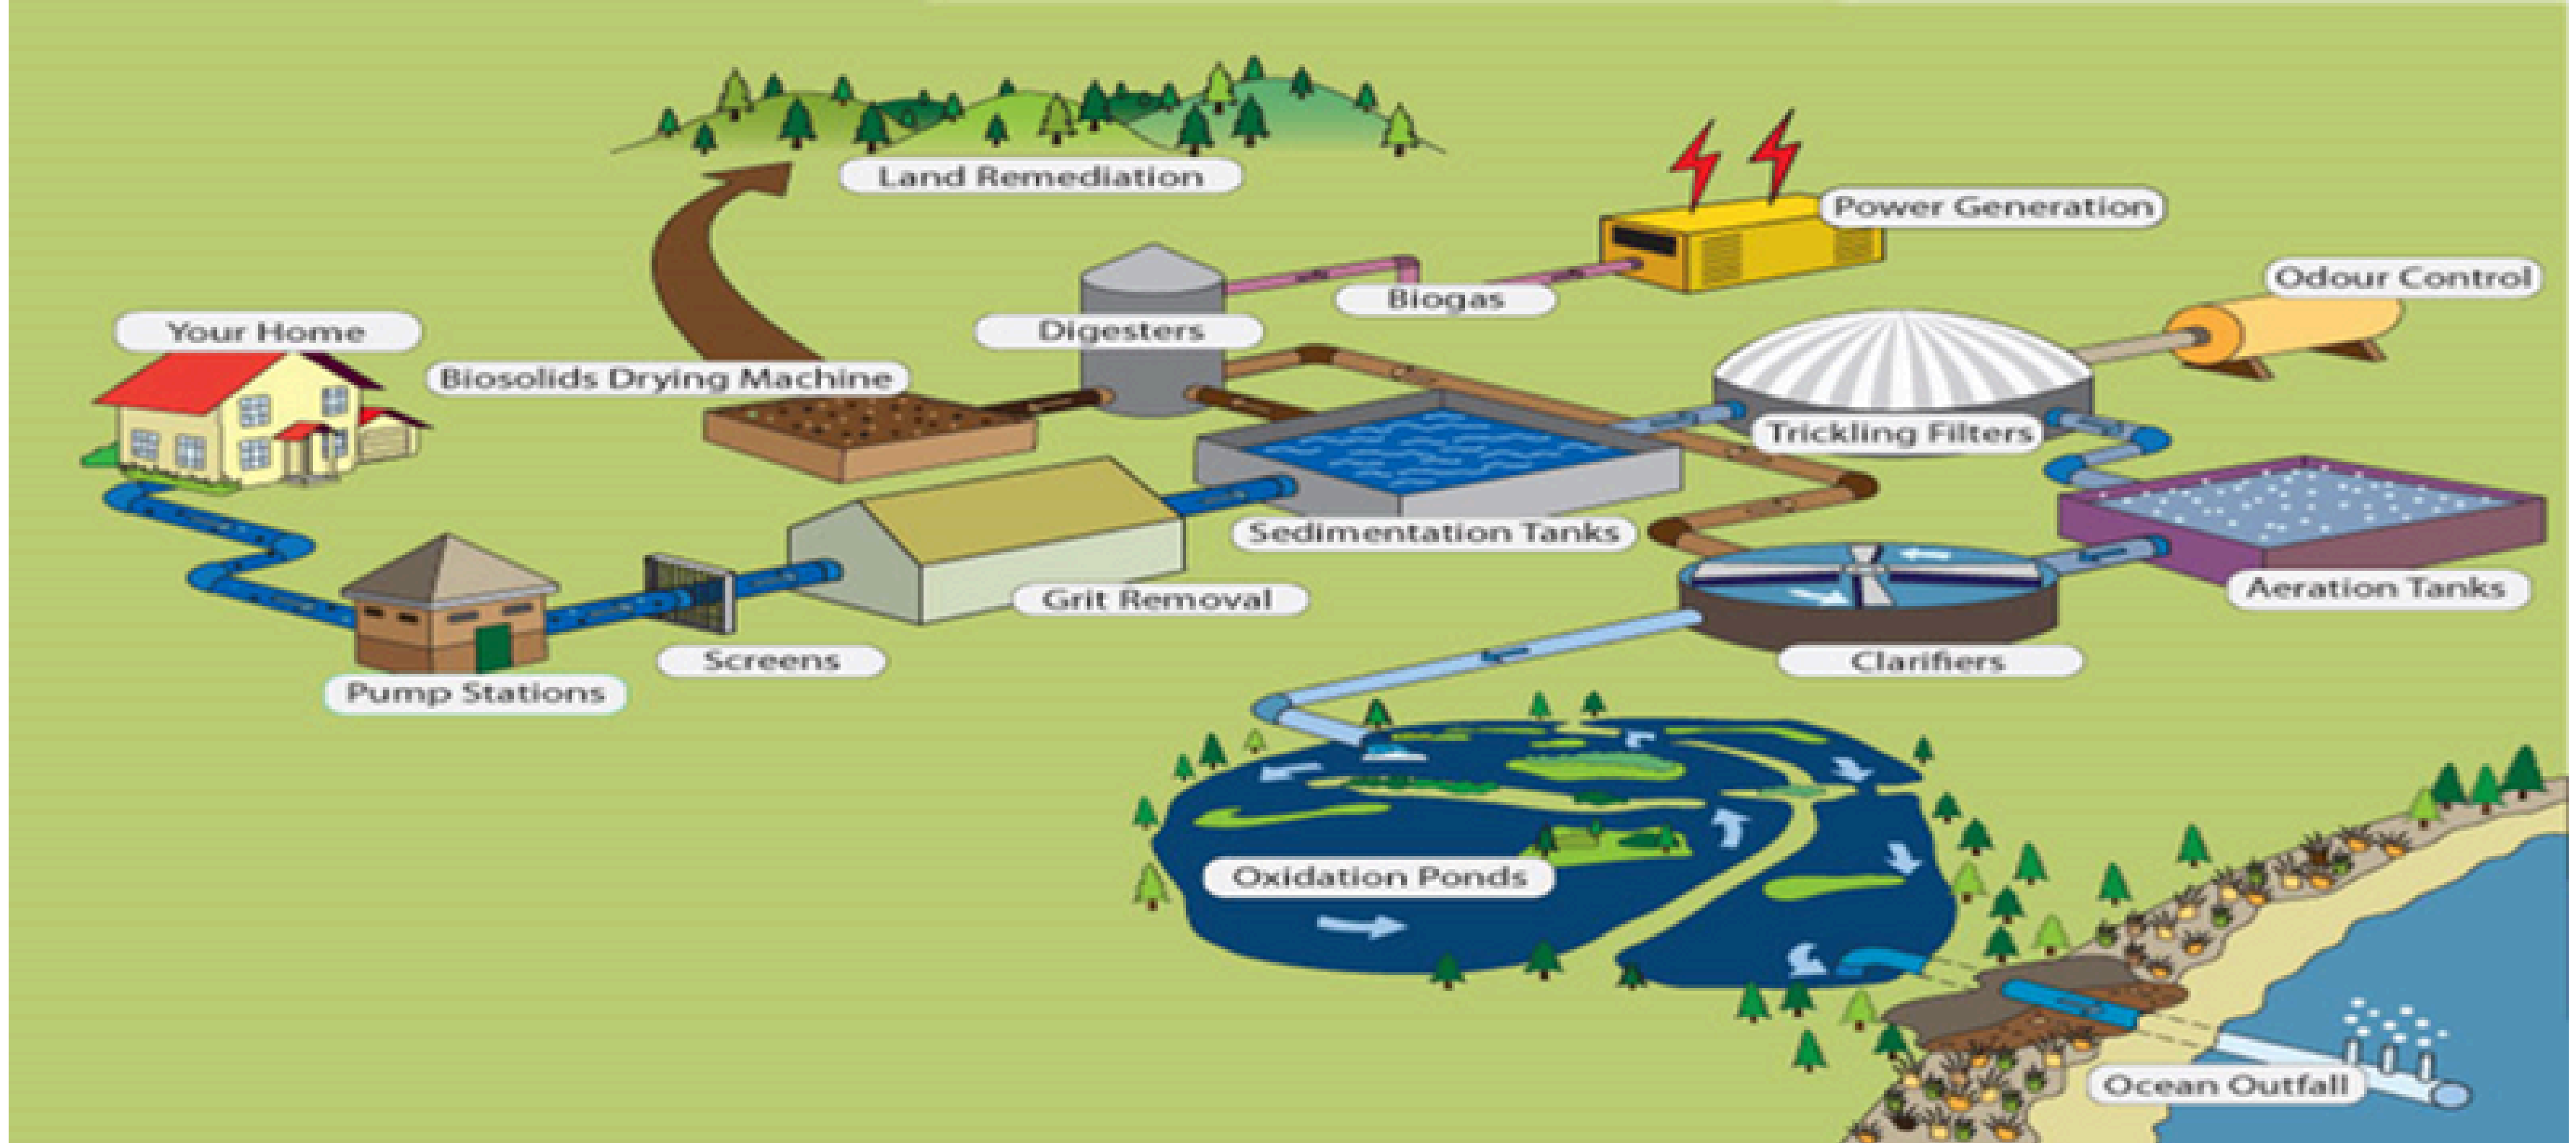 Land Remediation
Power Generation
Odour Control
Biogas
Your Home
Digesters
Biosolids Drying Machine
Trickling Filters
Sedimentation Tanks
Aeration Tanks
Grit Removal
Screens
Clarifiers
Pump Stations
Oxidation Ponds
Ocean Outfall